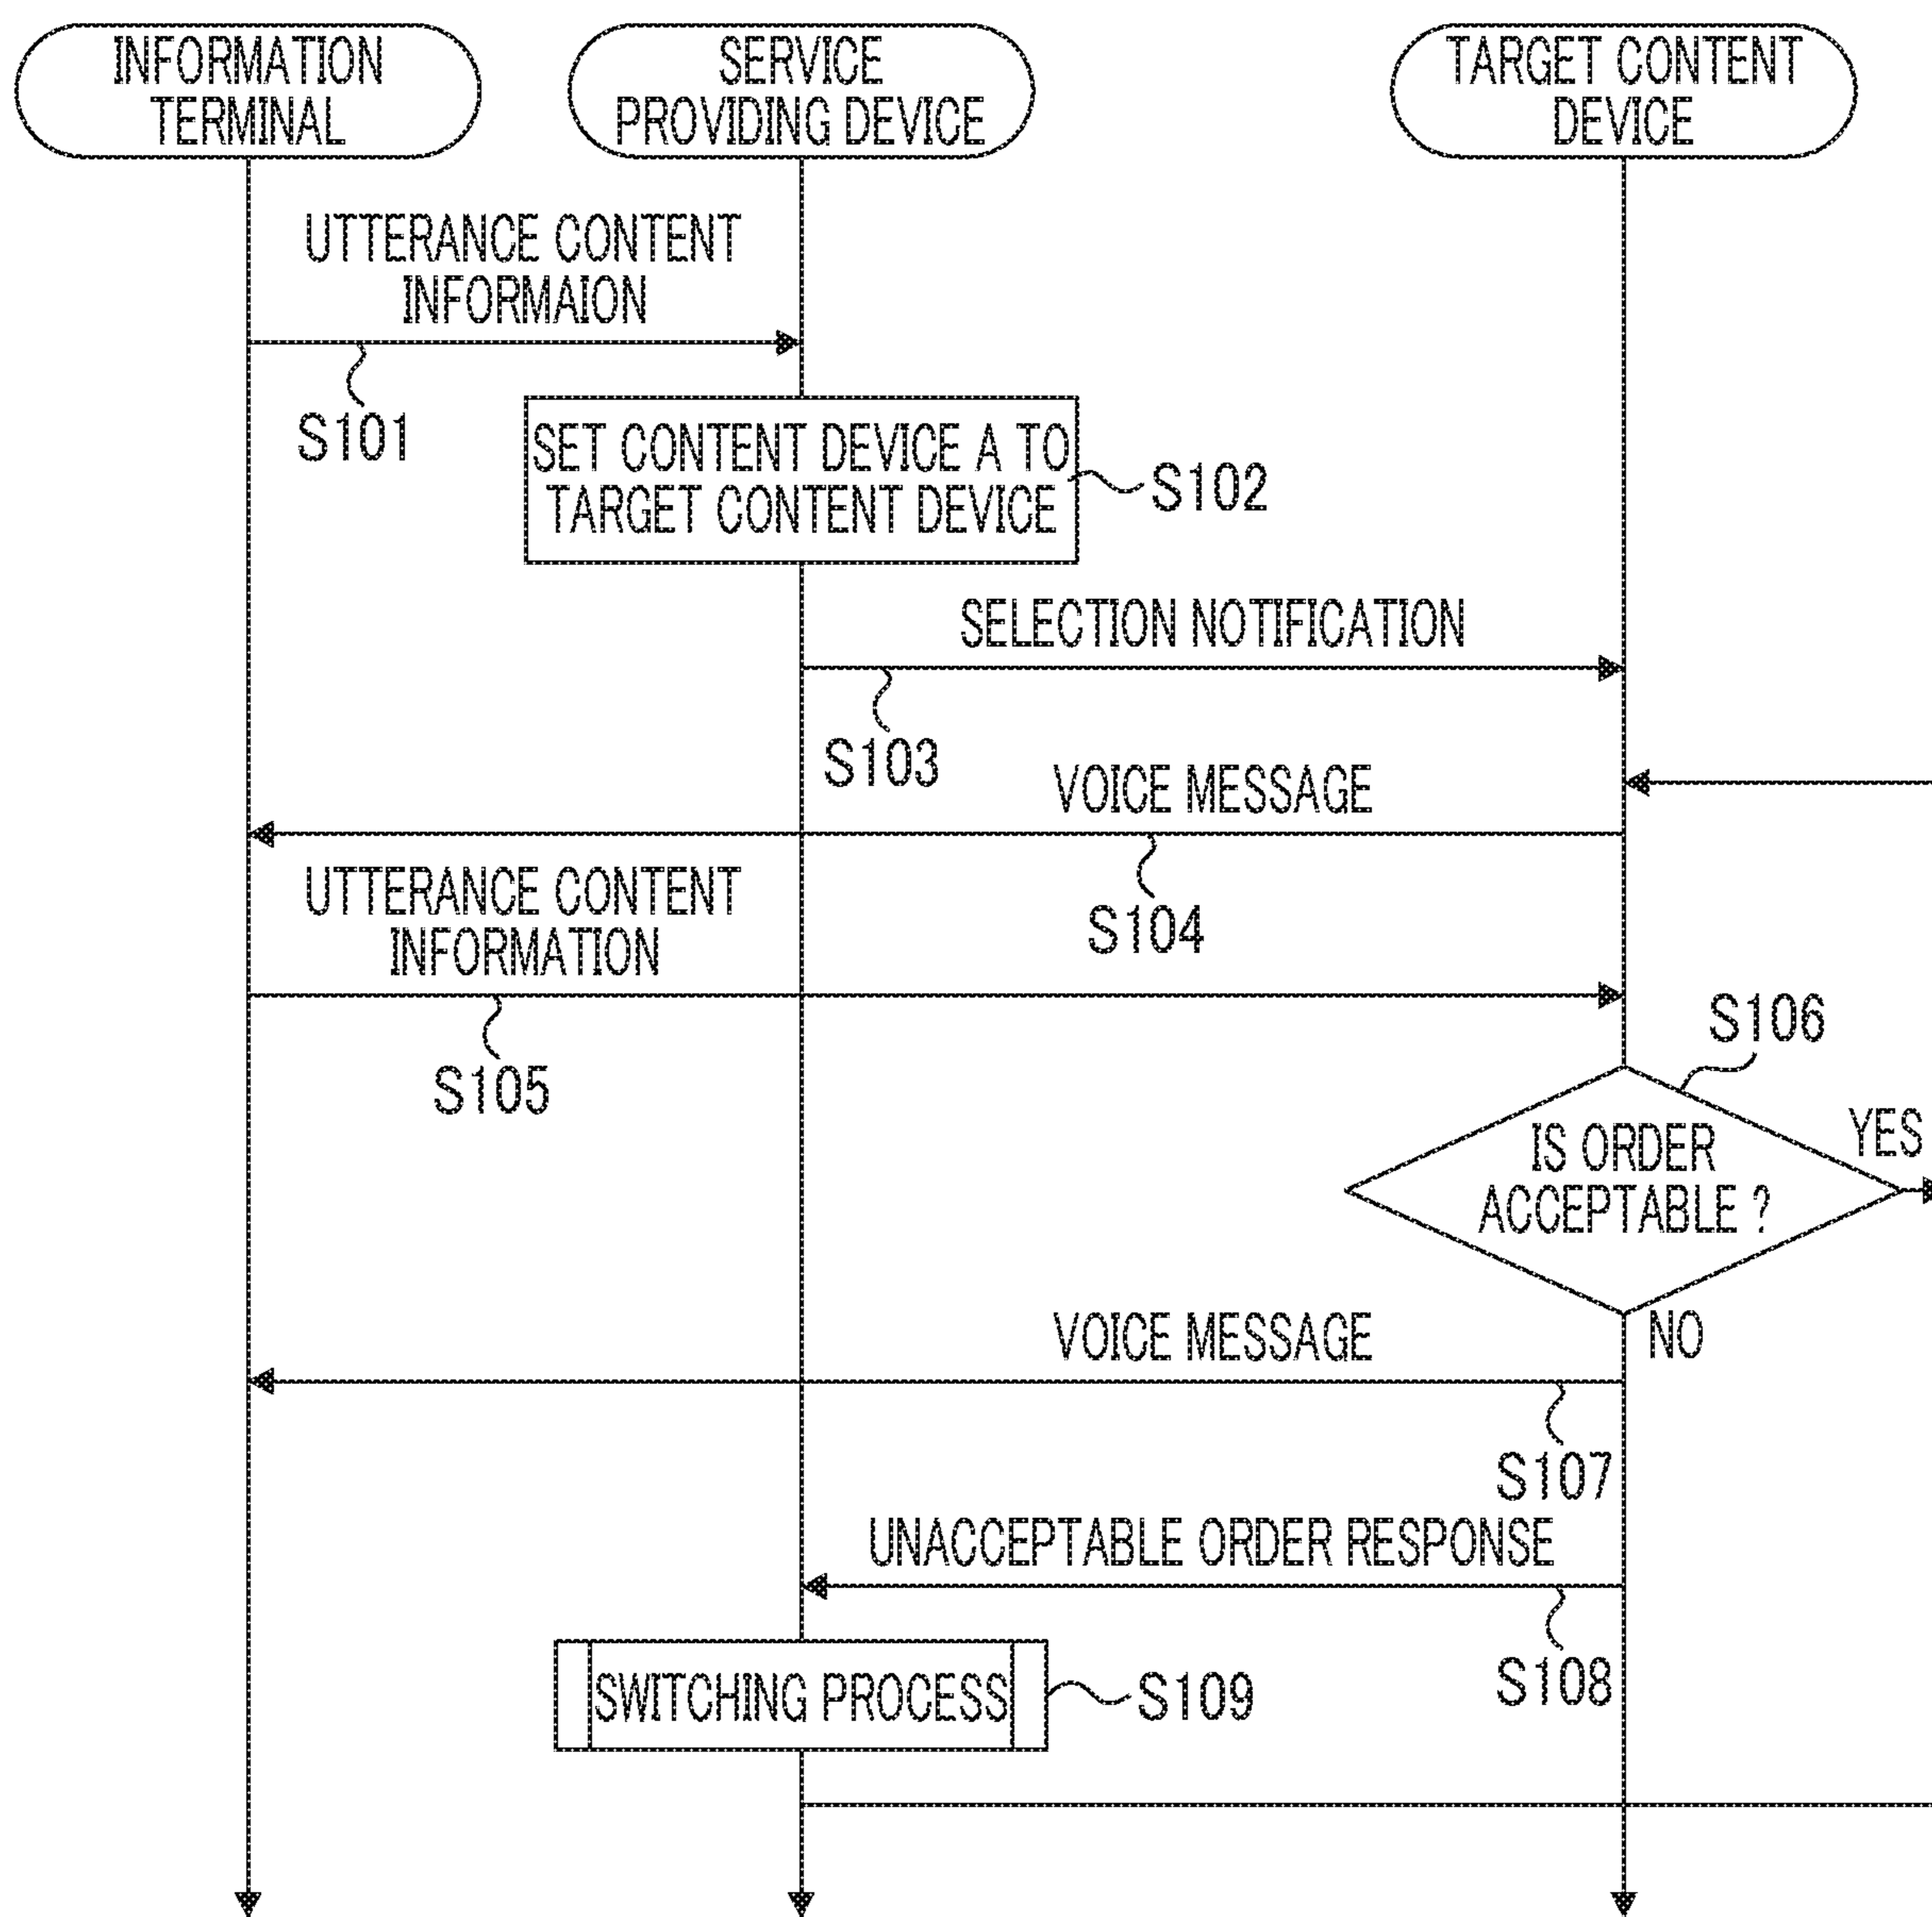 INFORMATION
TERMINAL
SERVICE
PROVIDING DEVICE
TARGET CONTENT
DEVICE
UTTERANCE CONTENT
INFORMAION
S101
SET CONTENT DEVICE A TO
TARGET CONTENT DEVICE
S102
SELECTION NOTIFICATION
S103
VOICE MESSAGE
S104
UTTERANCE CONTENT
INFORMATION
S105
S106
IS ORDER
ACCEPTABLE ?
YES
NO
VOICE MESSAGE
S107
UNACCEPTABLE ORDER RESPONSE
S108
SWITCHING PROCESS
S109